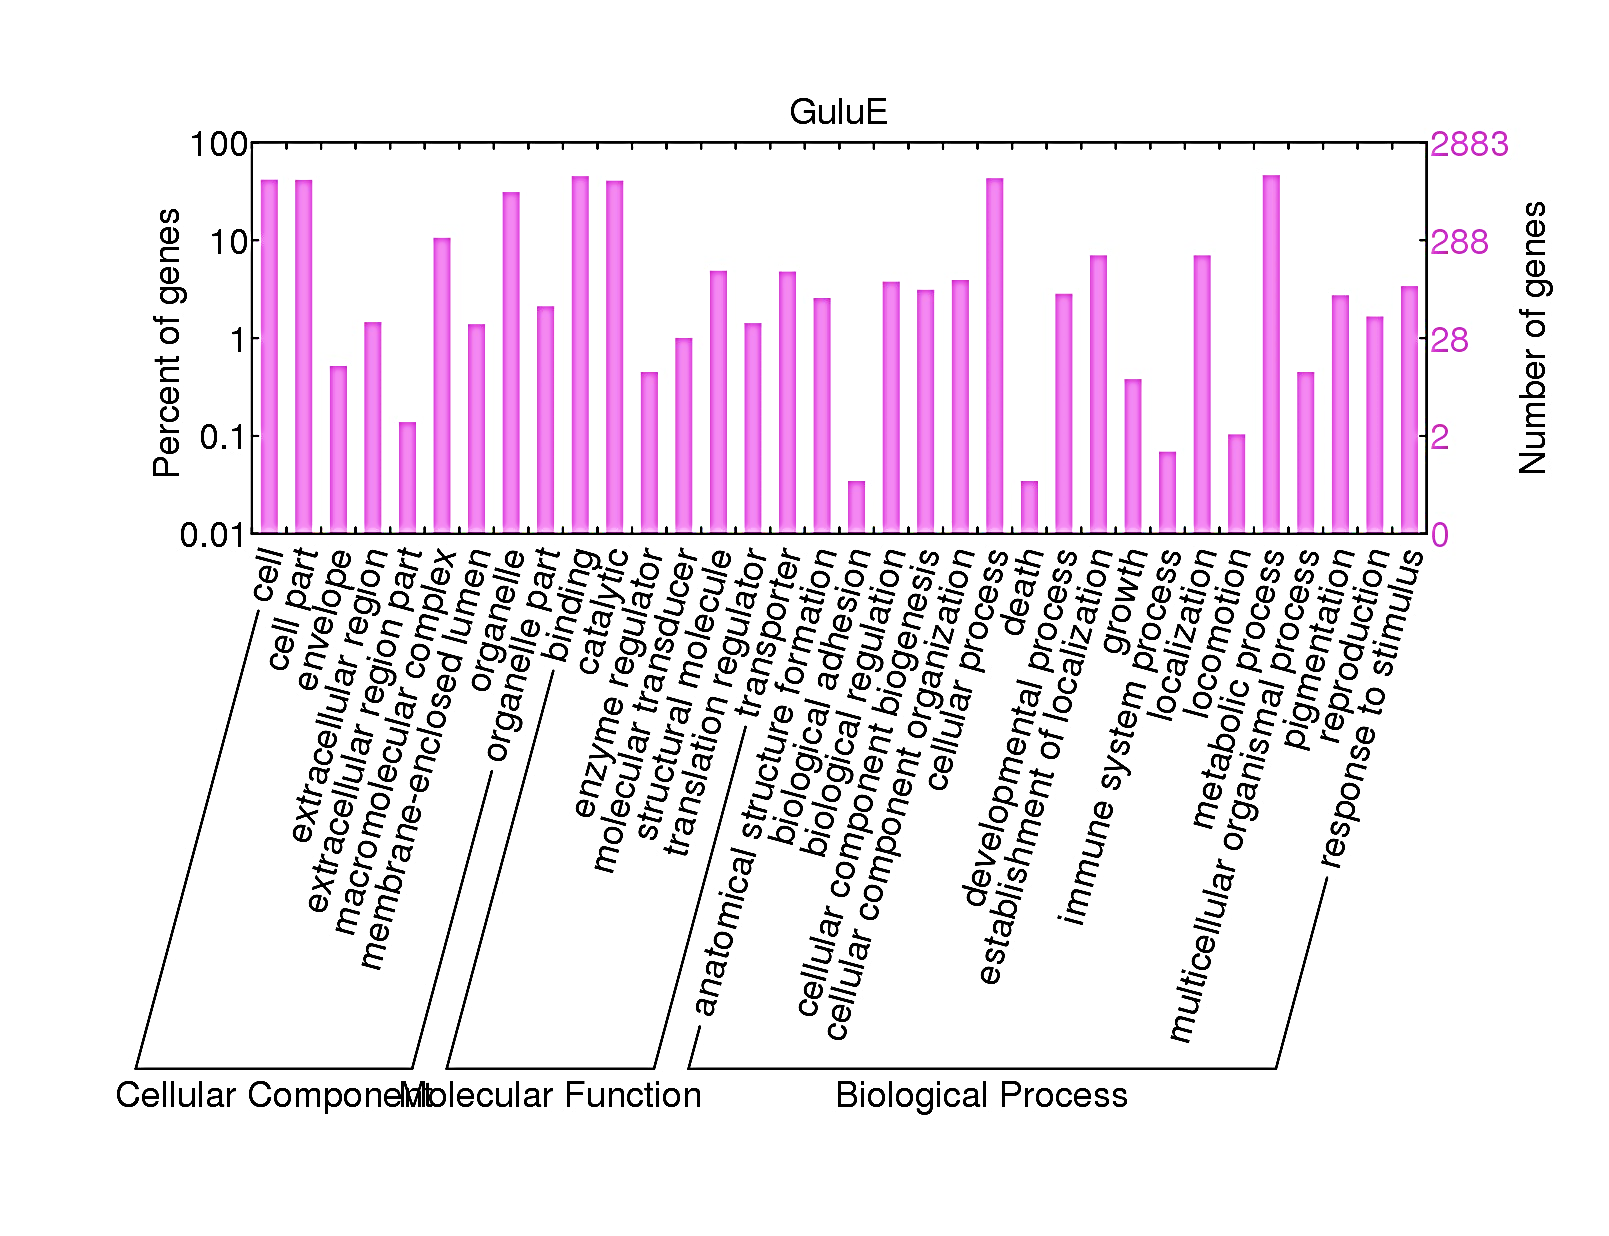 GuluE
100
10
1
0.1
0.01
Percent of genes
2883
288
28
2
0
Number of genes
cell
cell part
envelope
extracellular region
extracellular region part
macromolecular complex
membrane-enclosed lumen
organelle
organelle part
binding
catalytic
enzyme regulator
molecular transducer
structural molecule
translation regulator
transporter
anatomical structure formation
biological adhesion
biological regulation
cellular component biogenesis
cellular component organization
cellular process
death
developmental process
establishment of localization
growth
immune system process
localization
locomotion
metabolic process
multicellular organismal process
pigmentation
reproduction
response to stimulus
Cellular Component
Molecular Function
Biological Process